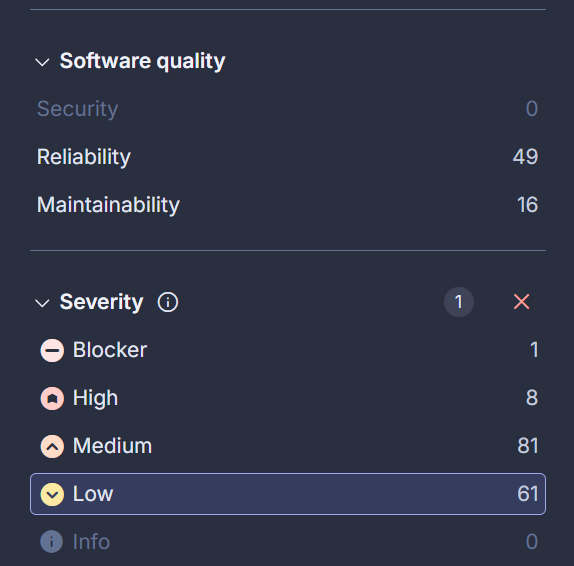 Software quality
Security 0
Reliability 49
Maintainability 16
Severity 1
Blocker 1
High 8
Medium 81
Low 61
Info 0